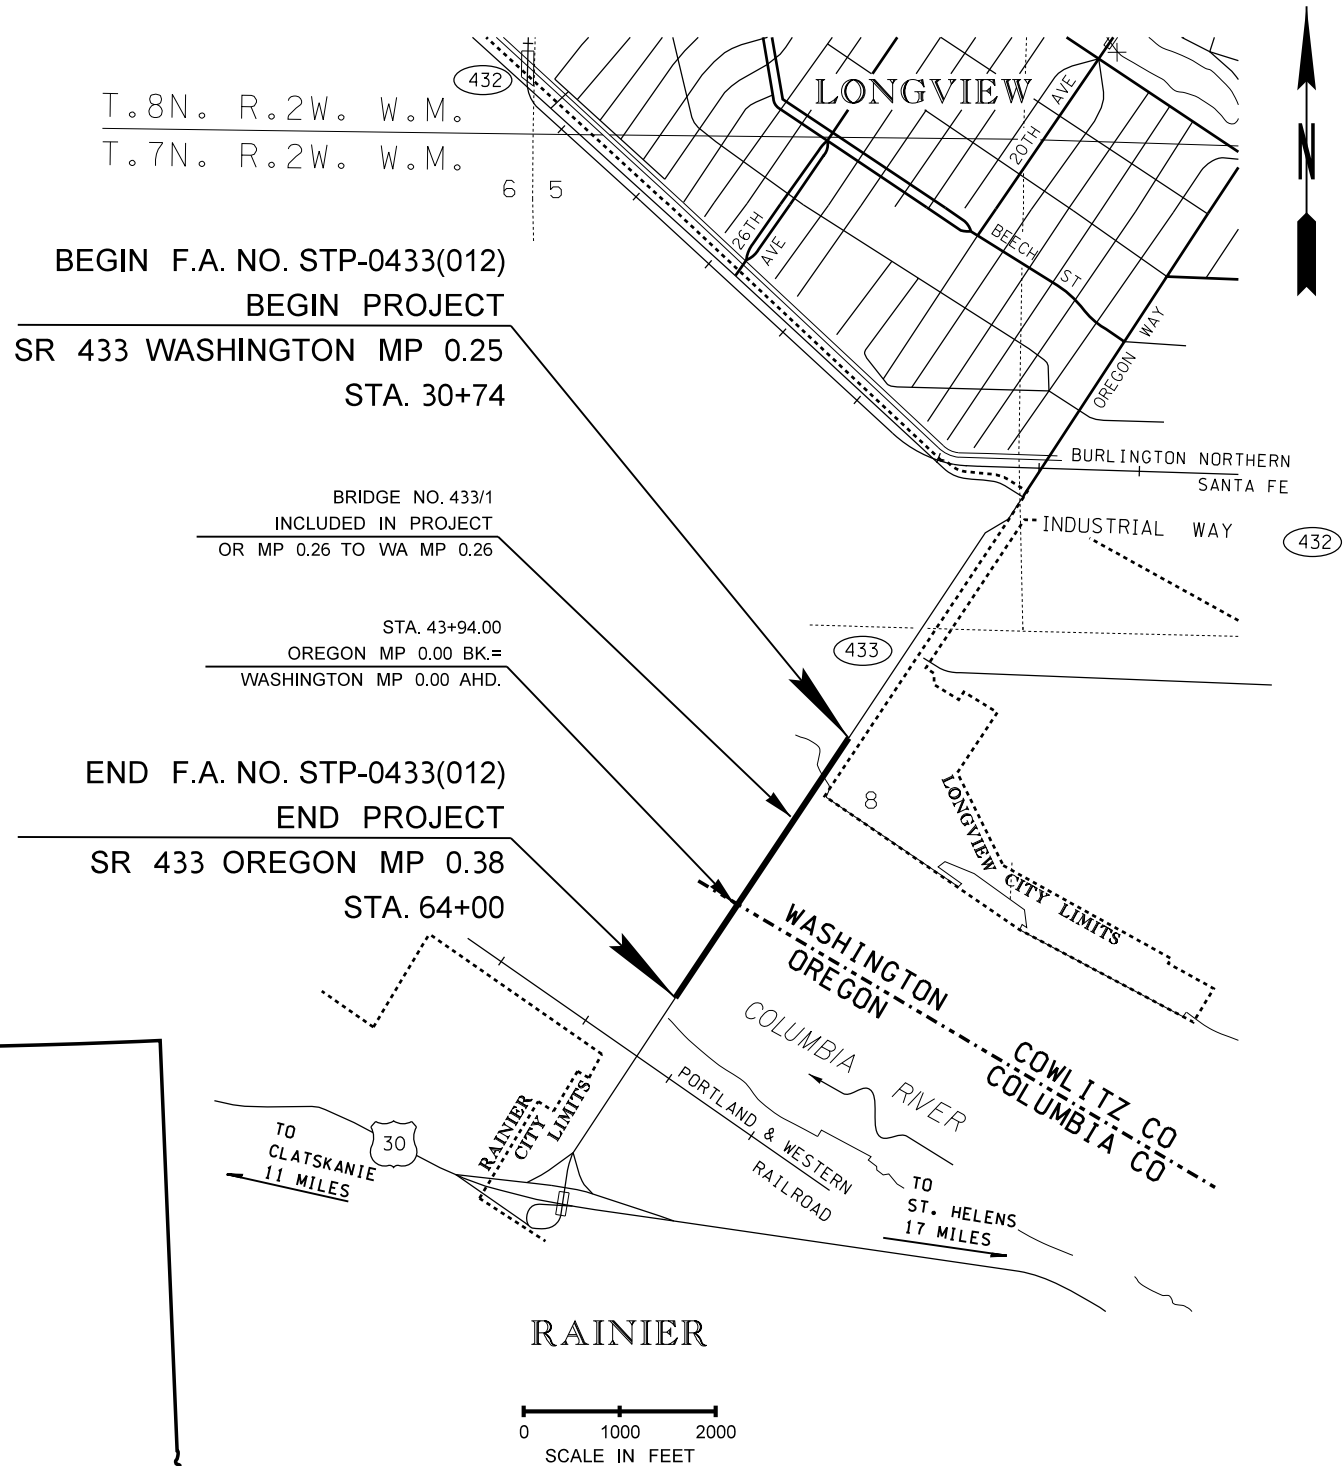 LONGVIEW
432
T.8N. R.2W. W.M.
T.7N. R.2W. W.M.
6 5
N
20TH AVE
26TH
AVE
BEECH ST
OREGON WAY
BEGIN F.A. NO. STP-0433(012)
BEGIN PROJECT
SR 433 WASHINGTON MP 0.25
STA. 30+74
BURLINGTON NORTHERN
SANTA FE
INDUSTRIAL WAY
432
BRIDGE NO. 433/1
INCLUDED IN PROJECT
OR MP 0.26 TO WA MP 0.26
433
STA. 43+94.00
OREGON MP 0.00 BK.=
WASHINGTON MP 0.00 AHD.
END F.A. NO. STP-0433(012)
END PROJECT
SR 433 OREGON MP 0.38
STA. 64+00
8
LONGVIEW CITY LIMITS
WASHINGTON
OREGON
COLUMBIA RIVER
COWLITZ CO
COLUMBIA CO
PORTLAND & WESTERN
RAILROAD
RAINIER
CITY
LIMITS
30
TO
CLATSKANIE
11 MILES
TO
ST. HELENS
17 MILES
RAINIER
0 1000 2000
SCALE IN FEET